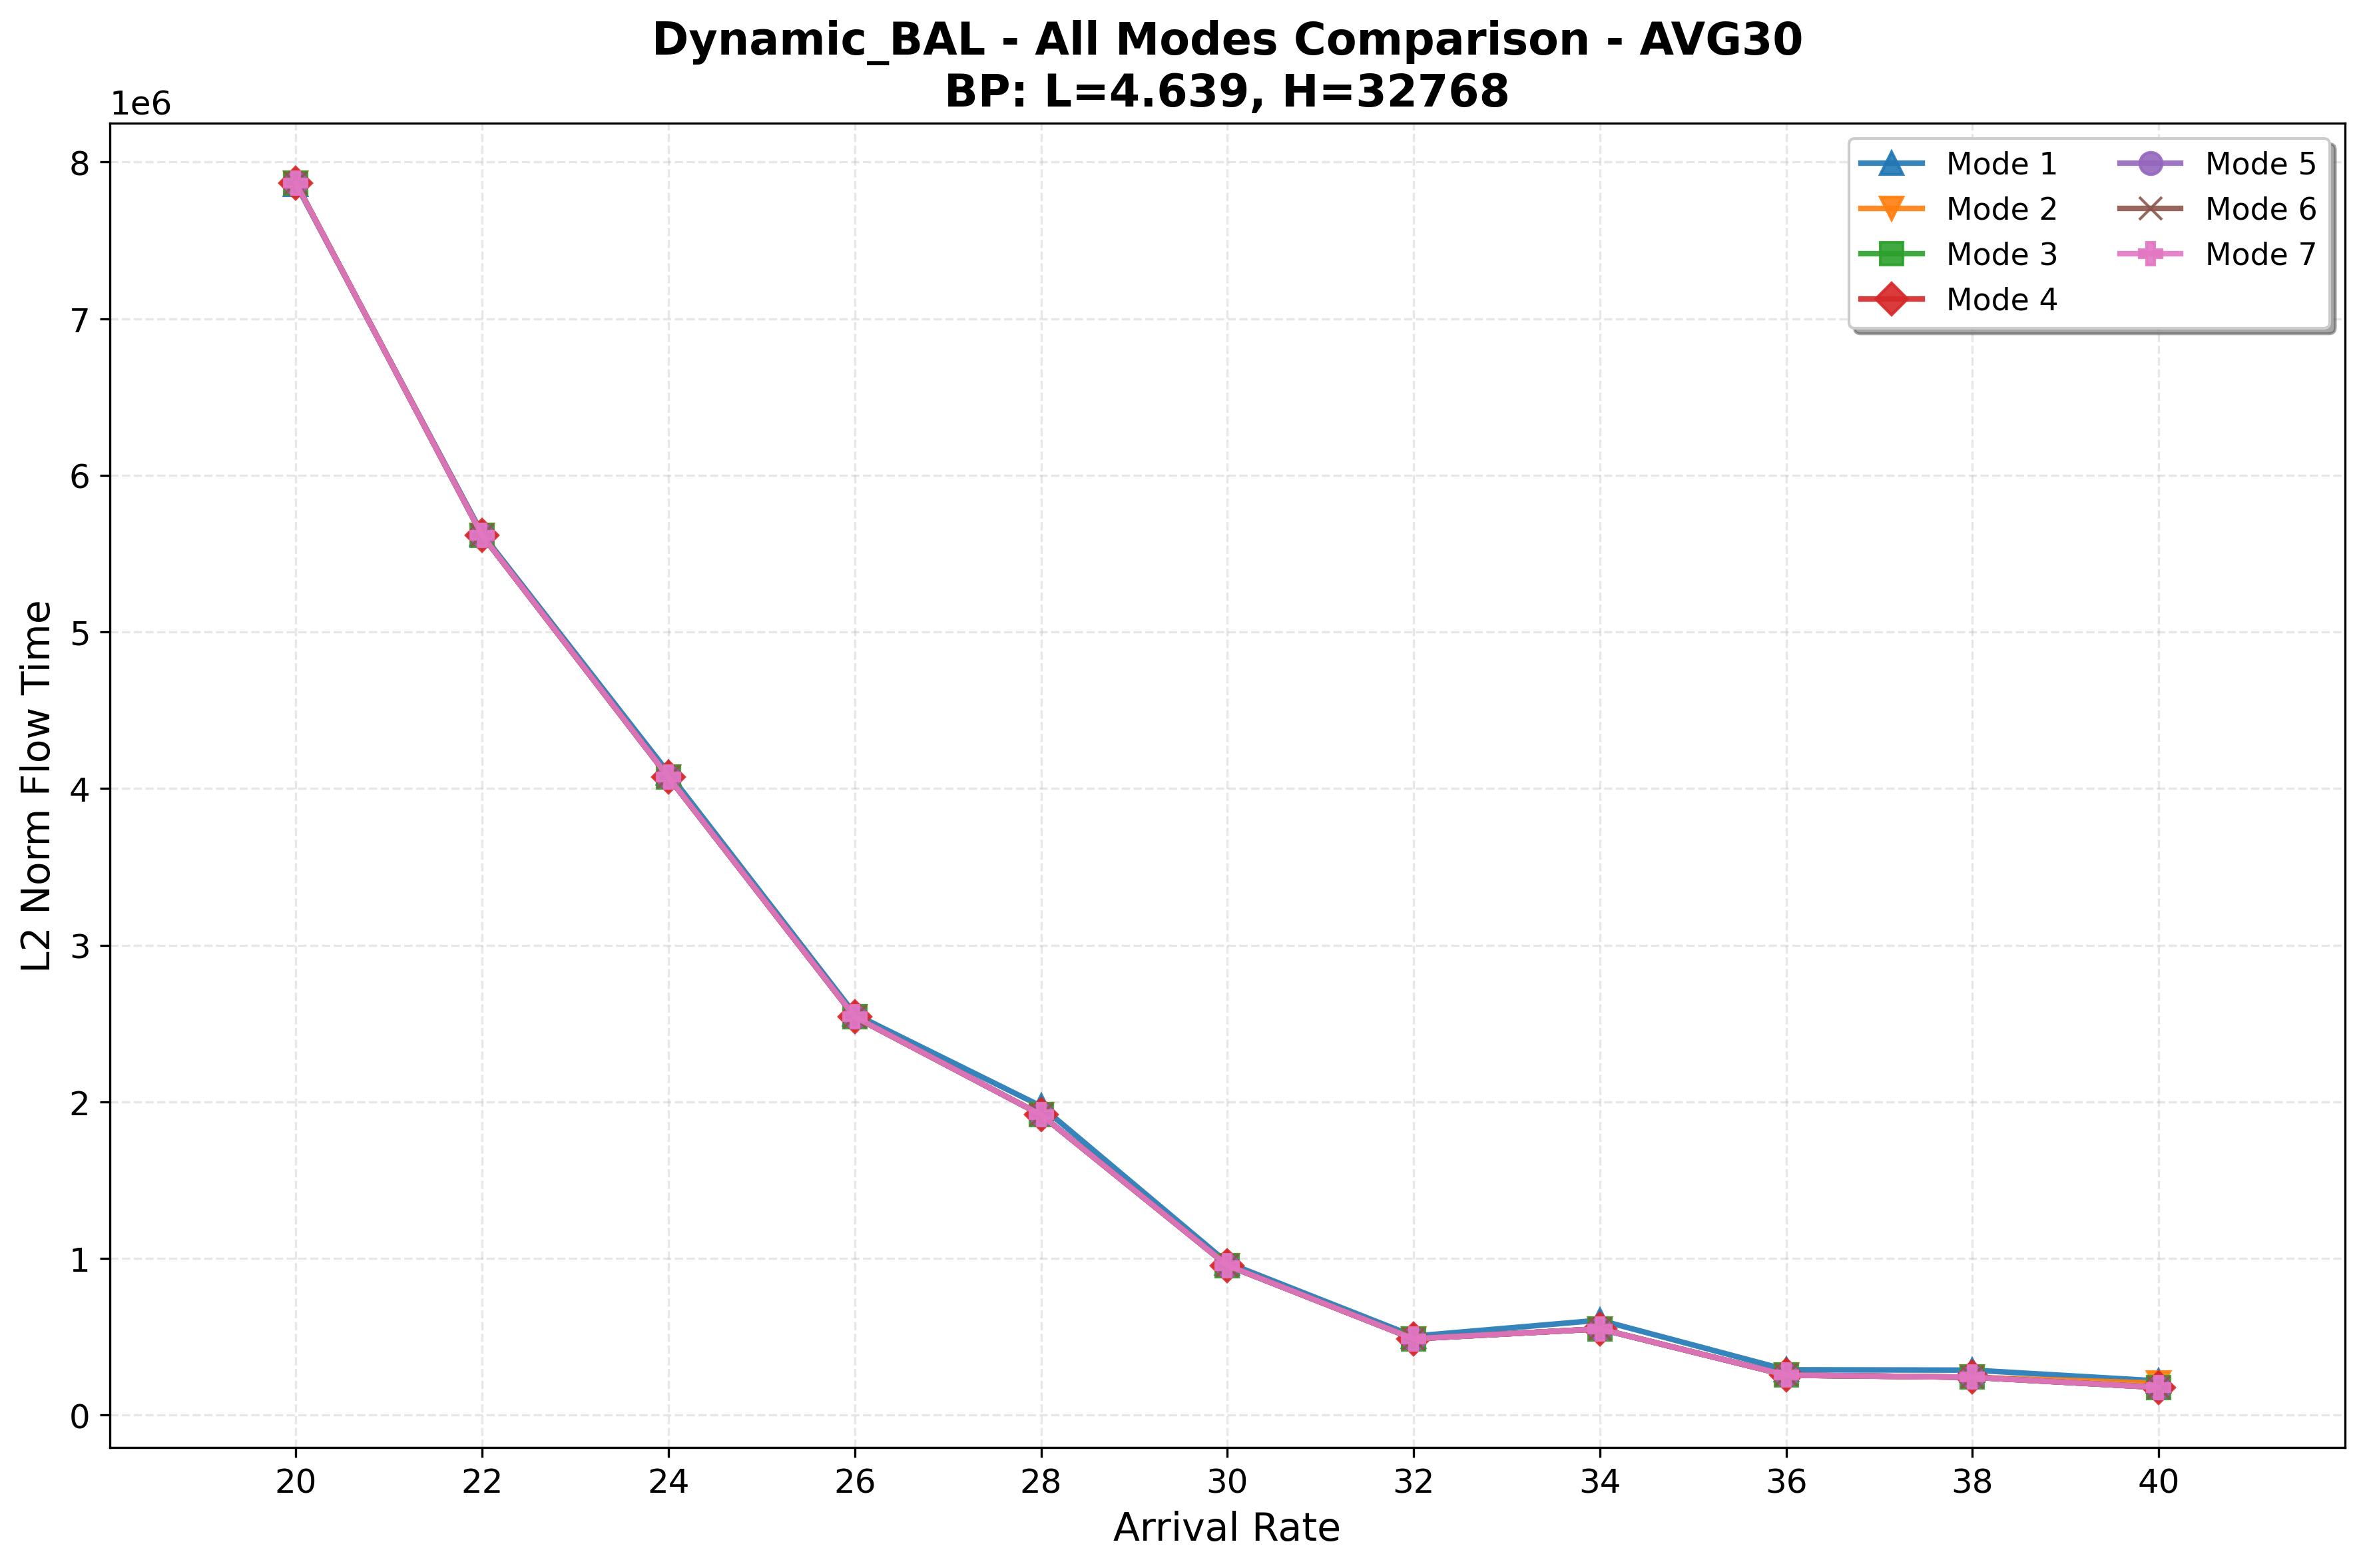 Dynamic_BAL - All Modes Comparison - AVG30
BP: L=4.639, H=32768
1e6
8
7
6
5
4
3
2
1
0
L2 Norm Flow Time
Mode 1
Mode 2
Mode 3
Mode 4
Mode 5
Mode 6
Mode 7
20 22 24 26 28 30 32 34 36 38 40
Arrival Rate